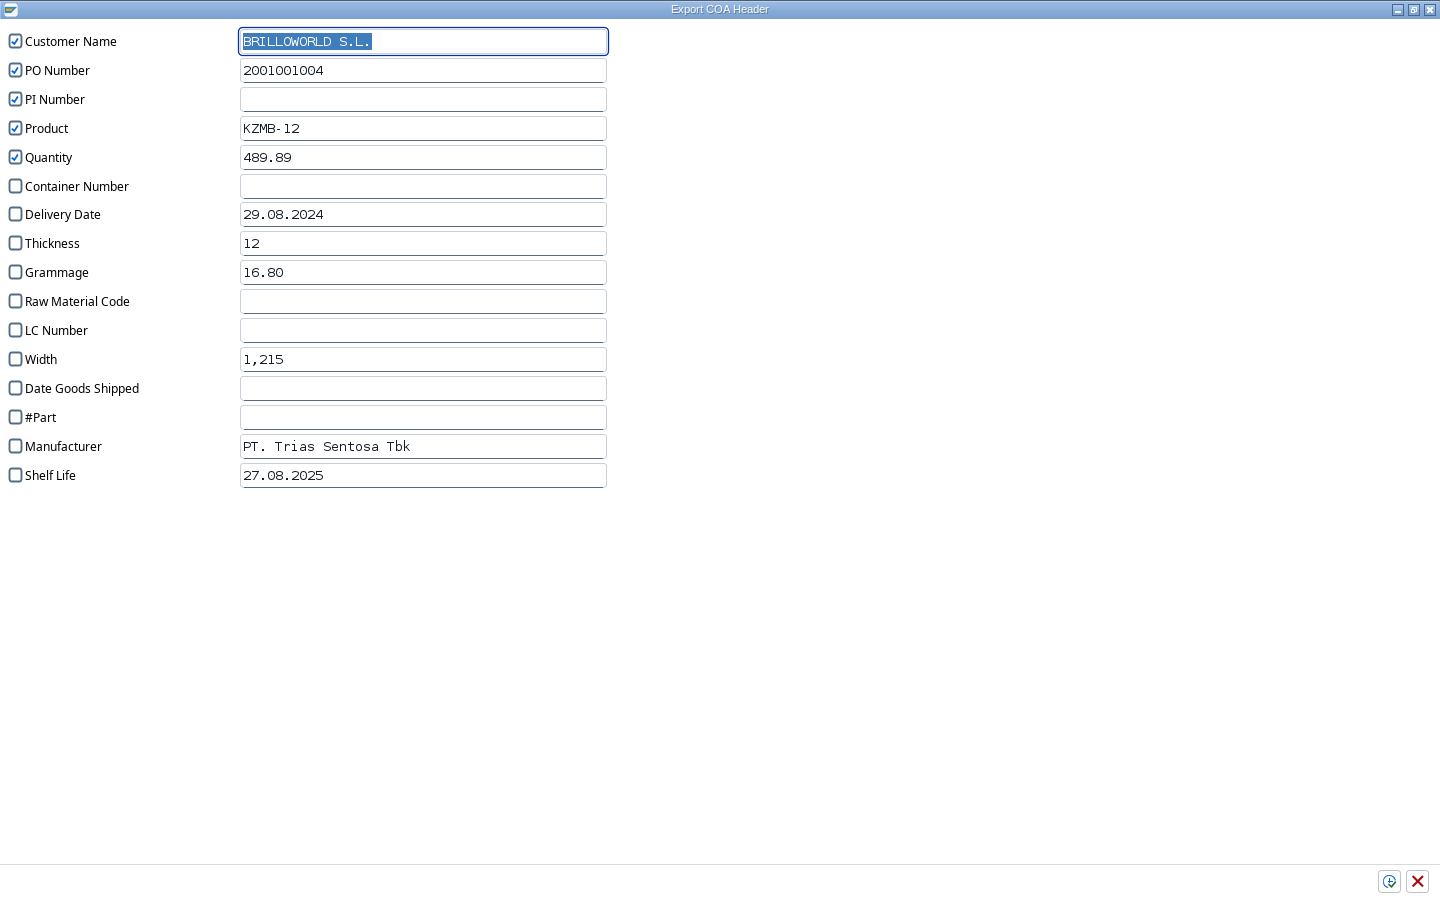 Export COA Header
Customer Name BRILLOWORLD S.L.
PO Number 2001001004
PI Number
Product KZMB-12
Quantity 489.89
Container Number
Delivery Date 29.08.2024
Thickness 12
Grammage 16.80
Raw Material Code
LC Number
Width 1,215
Date Goods Shipped
#Part
Manufacturer PT. Trias Sentosa Tbk
Shelf Life 27.08.2025